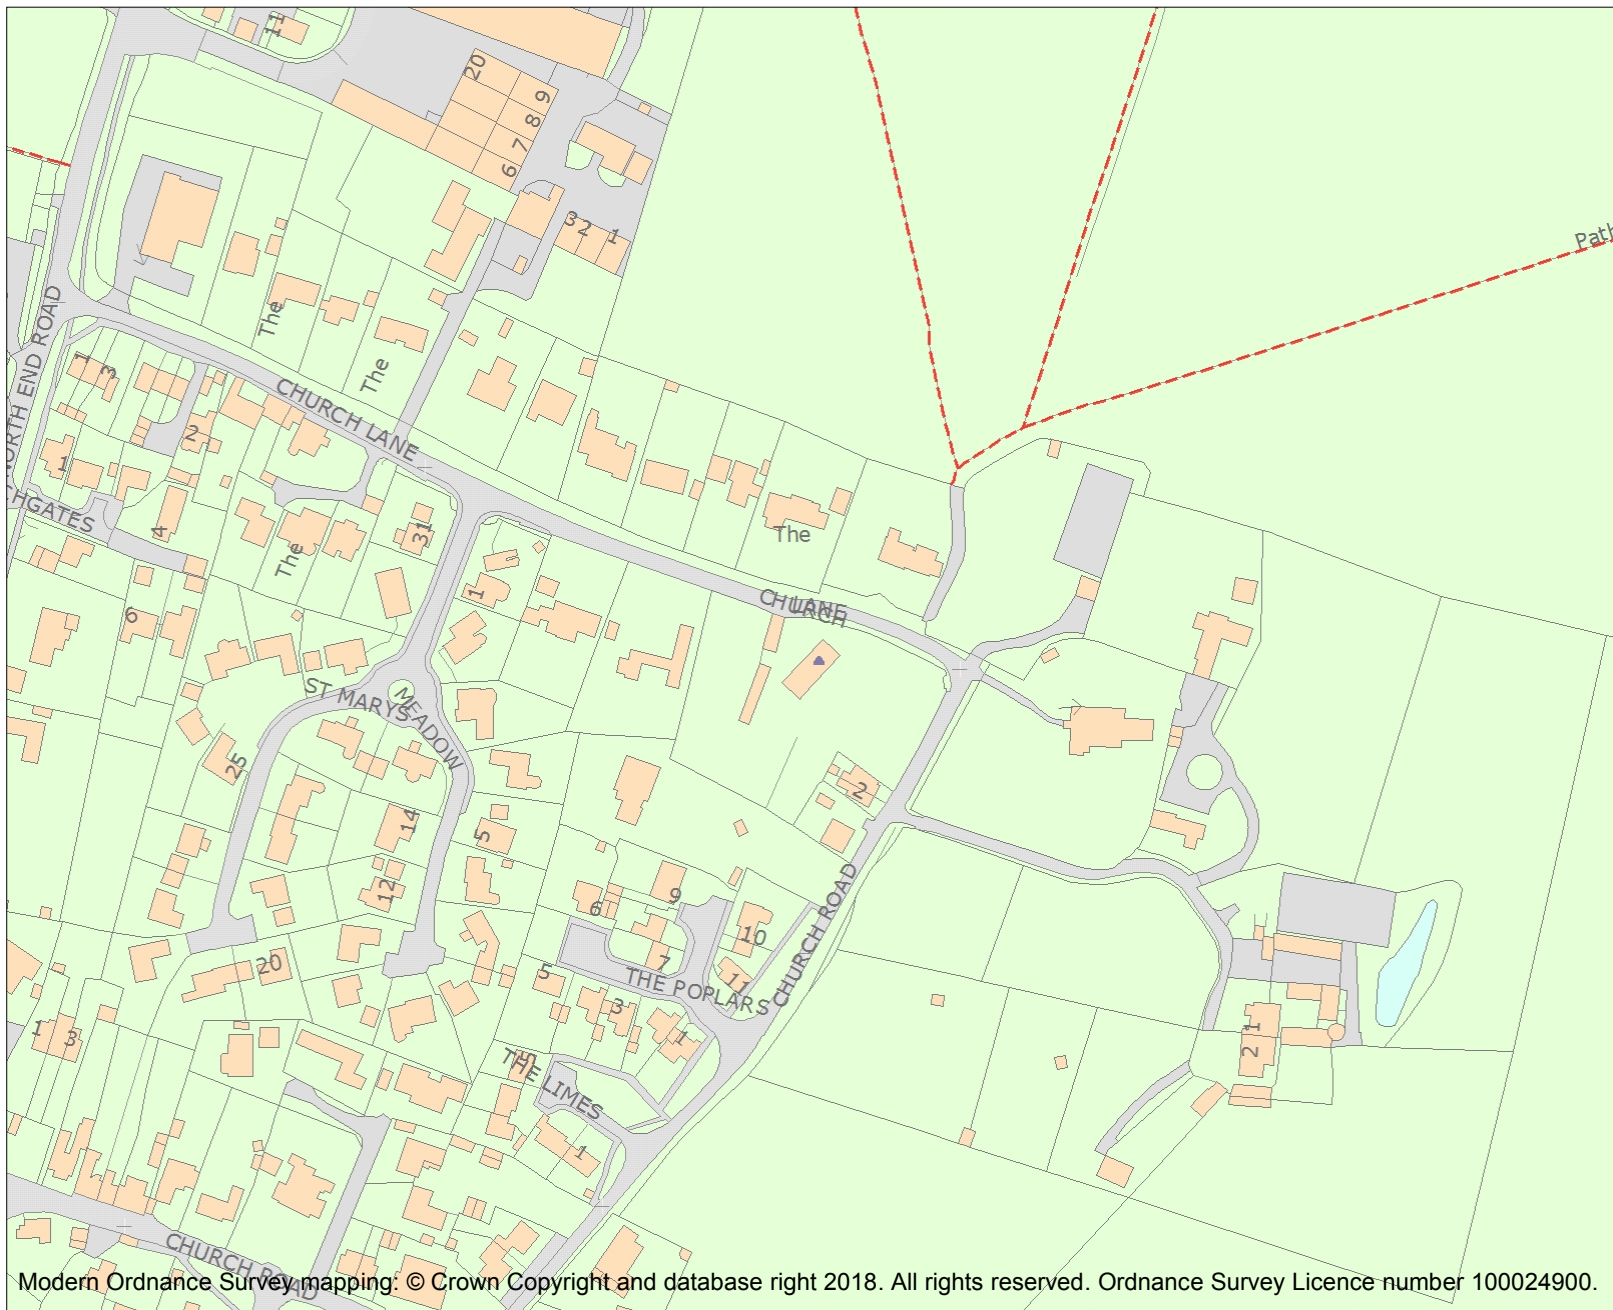 11
20
9
8
7
6
3 2 1
Path
NORTH END ROAD
The
The
1
3
CHURCH LANE
2
1
CHGATES
4
31
The
The
1
CHURCH
LANE
6
ST MARYS
MEADOW
25
2
14
5
12
9
6
10
CHURCH ROAD
20
5
7
11
THE POPLARS
3
1
1
3
1
2
5
THE LIMES
1
CHURCH ROAD
Modern Ordnance Survey mapping: © Crown Copyright and database right 2018. All rights reserved. Ordnance Survey Licence number 100024900.